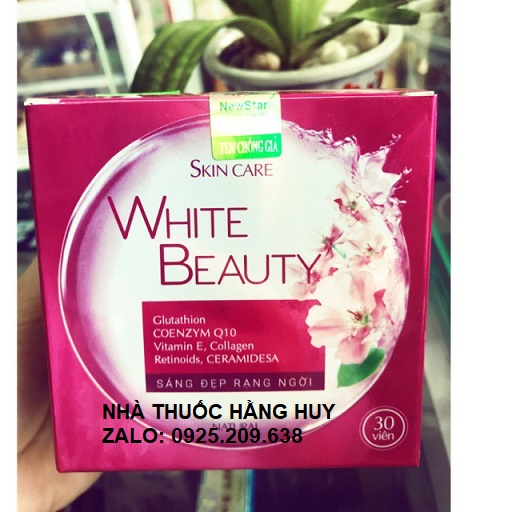 NewStar
TEM CHỐNG GIẢ
SKIN CARE
WHITE
BEAUTY
Glutathion
COENZYM Q10
Vitamin E, Collagen
Retinoids, CERAMIDESA
SÁNG ĐẸP RẠNG NGỜI
NHÀ THUỐC HẰNG HUY
NATURAL
ZALO: 0925.209.638
30
viên